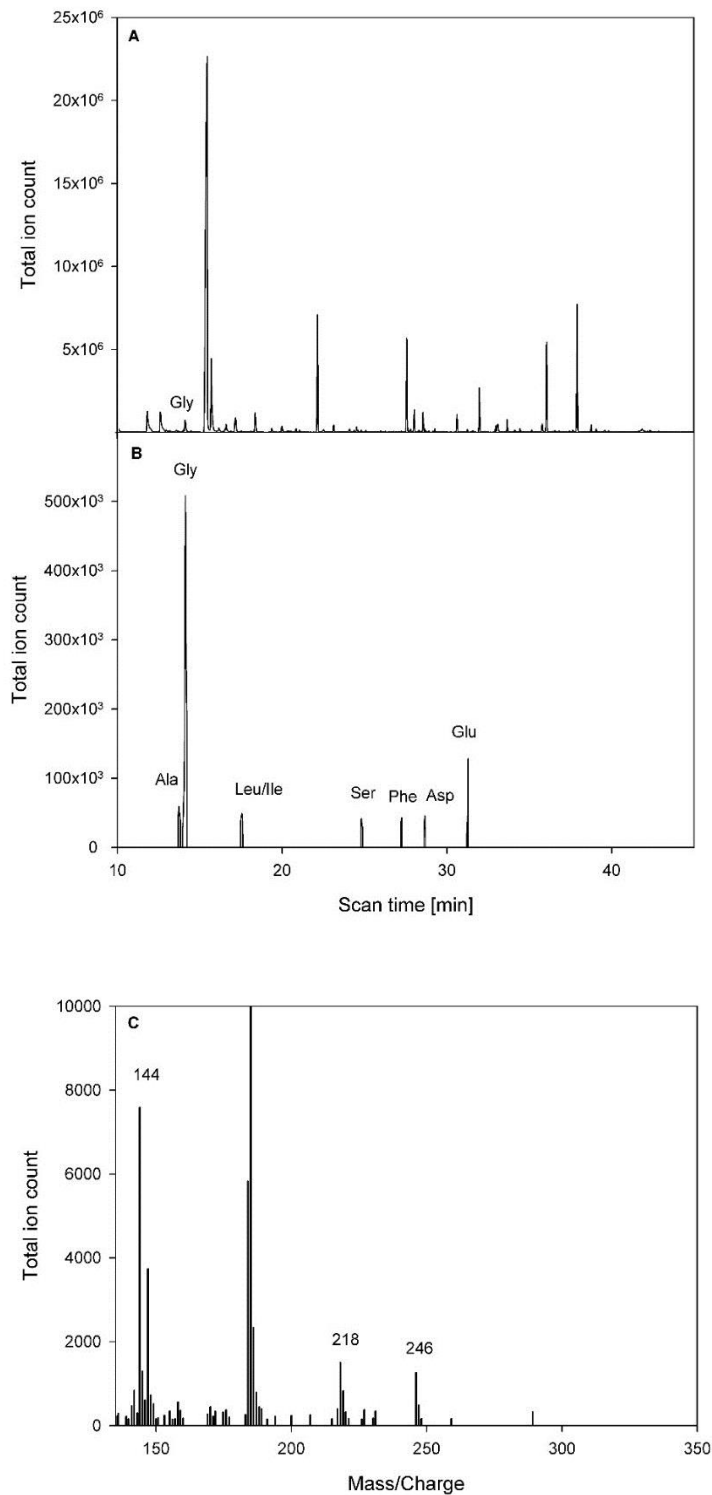 25x10⁶
A
20x10⁶
15x10⁶
10x10⁶
5x10⁶
Total ion count
Gly
B
Gly
500x10³
400x10³
300x10³
200x10³
100x10³
0
Total ion count
Ala
Leu/Ile
Ser
Phe
Asp
Glu
10 20 30 40
Scan time [min]
10000
C
8000
6000
4000
2000
0
Total ion count
144
218
246
150 200 250 300 350
Mass/Charge